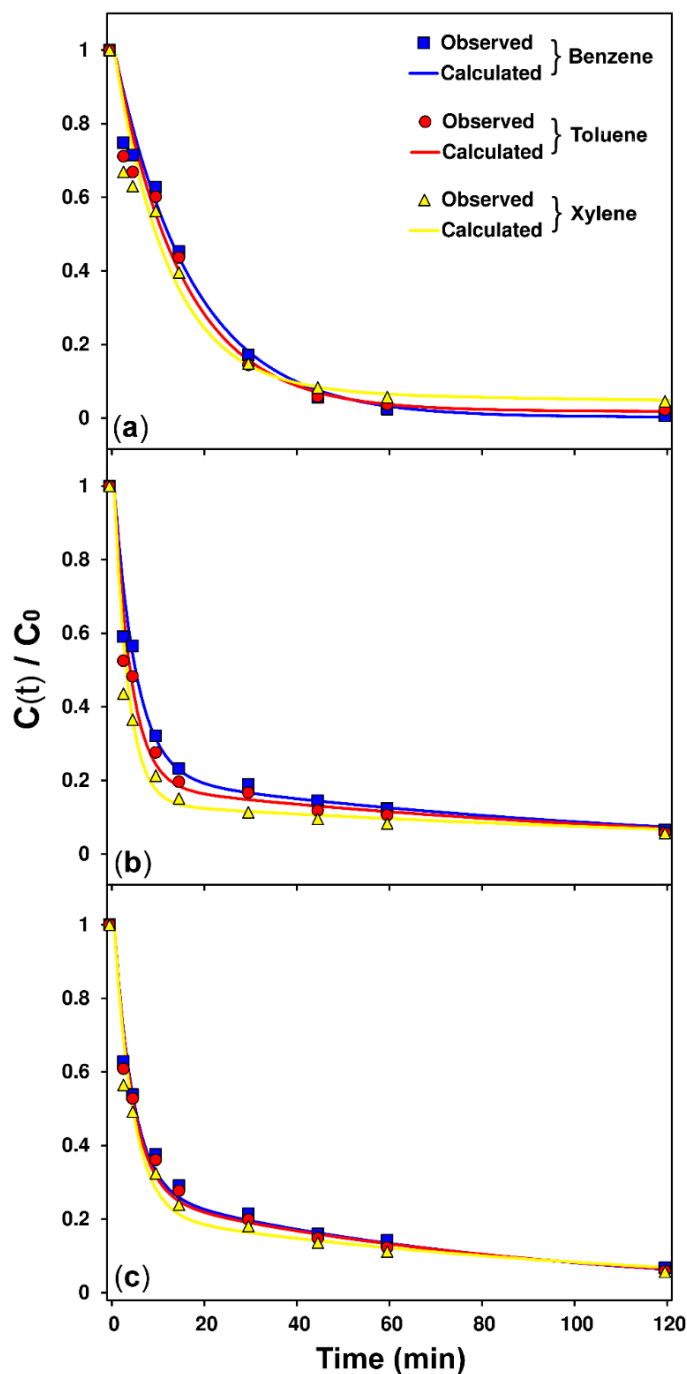 1
0.8
0.6
0.4
0.2
0
Observed
Calculated
} Benzene
Observed
Calculated
} Toluene
Observed
Calculated
} Xylene
(a)
1
0.8
0.6
0.4
0.2
0
(b)
C(t) / C0
1
0.8
0.6
0.4
0.2
0
(c)
0 20 40 60 80 100 120
Time (min)